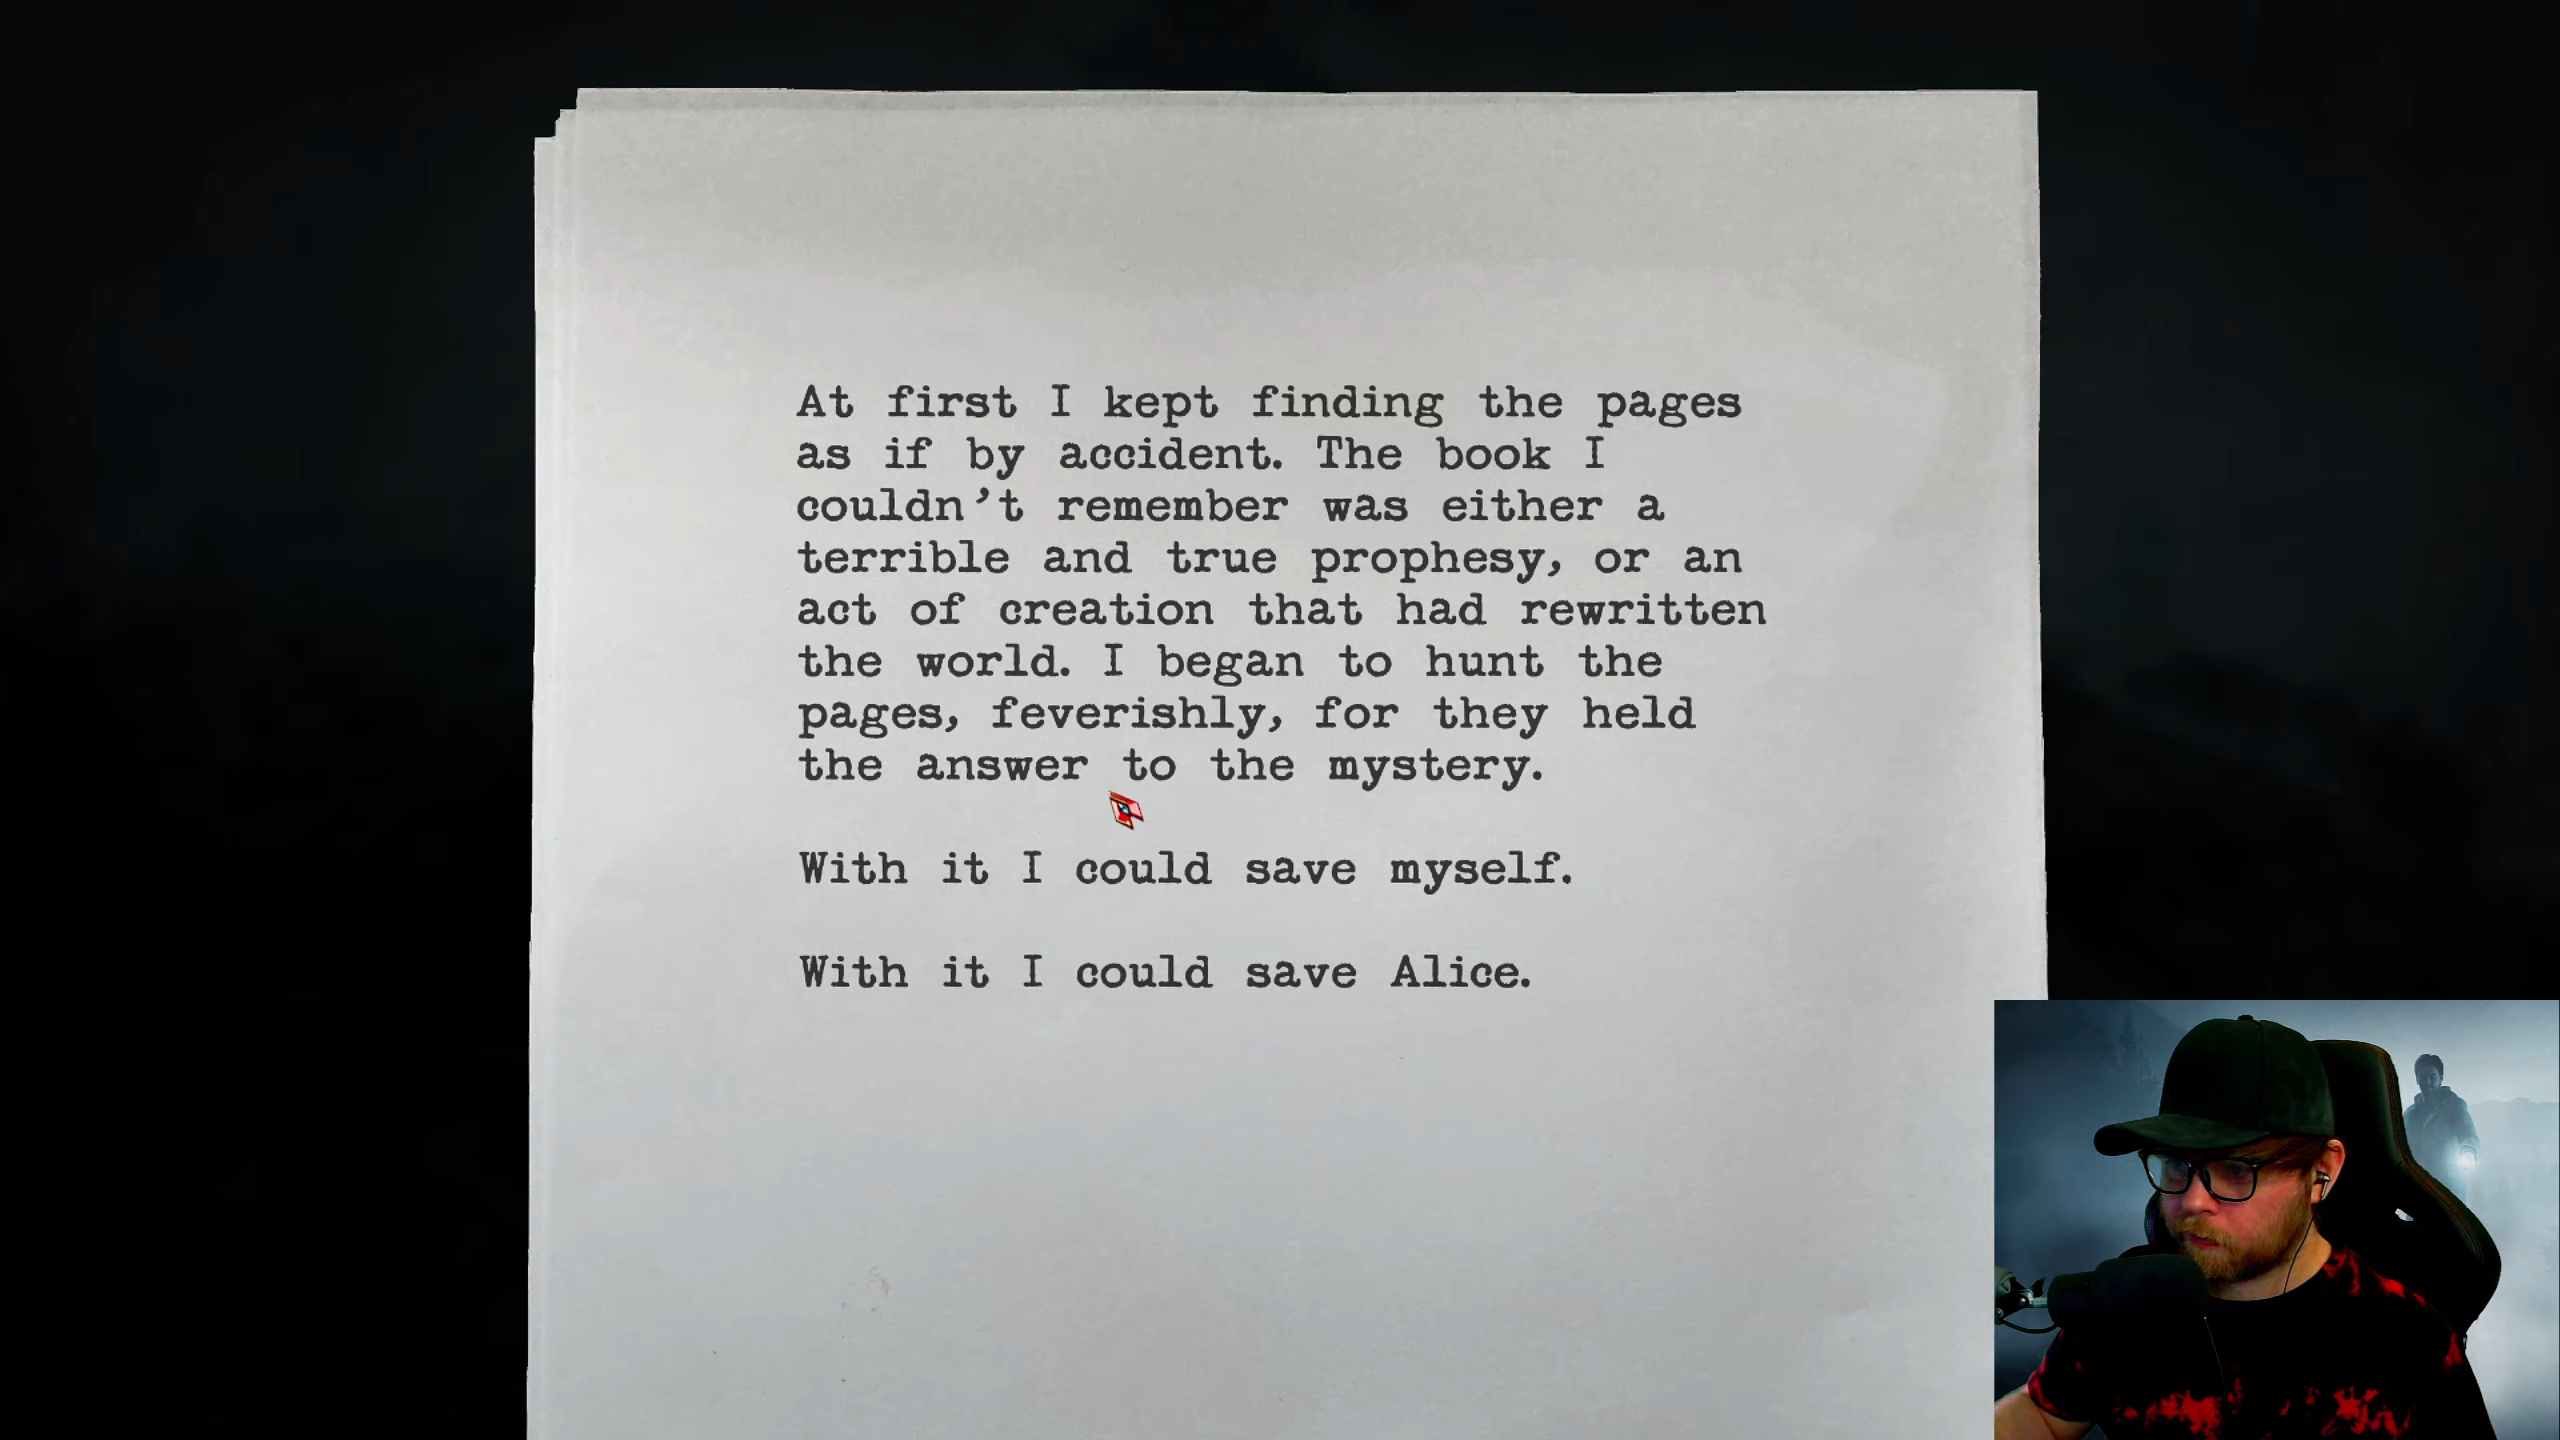 At first I kept finding the pages
as if by accident. The book I
couldn’t remember was either a
terrible and true prophesy, or an
act of creation that had rewritten
the world. I began to hunt the
pages, feverishly, for they held
the answer to the mystery.
With it I could save myself.
With it I could save Alice.